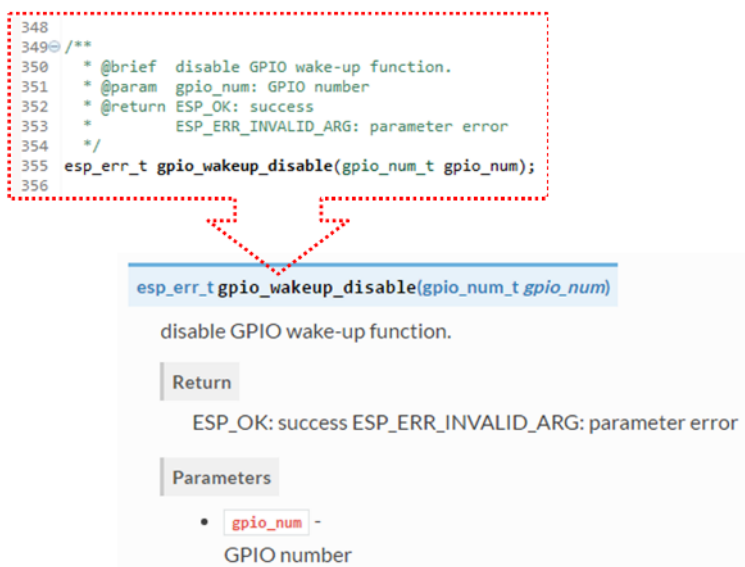 348
349 /**
350 * @brief disable GPIO wake-up function.
351 * @param gpio_num: GPIO number
352 * @return ESP_OK: success
353 * ESP_ERR_INVALID_ARG: parameter error
354 */
355 esp_err_t gpio_wakeup_disable(gpio_num_t gpio_num);
356
esp_err_t gpio_wakeup_disable(gpio_num_t gpio_num)
disable GPIO wake-up function.
Return
ESP_OK: success ESP_ERR_INVALID_ARG: parameter error
Parameters
• gpio_num -
GPIO number